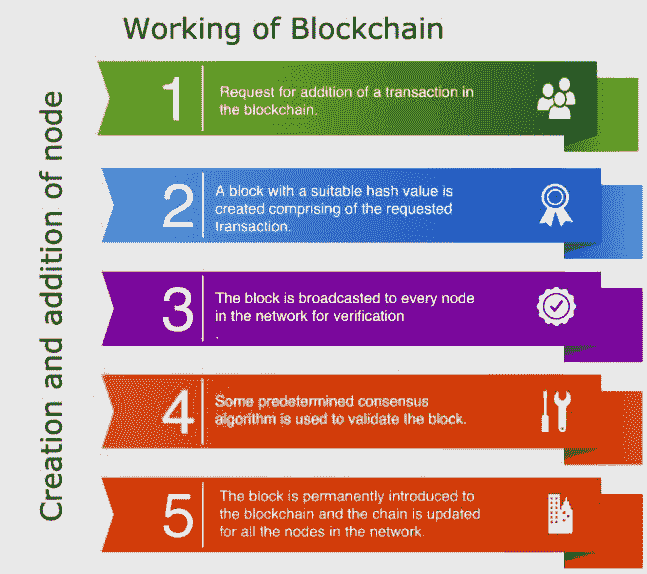 Working of Blockchain
Creation and addition of node
1
Request for addition of a transaction in
the blockchain.
2
A block with a suitable hash value is
created comprising of the requested
transaction.
3
The block is broadcasted to every node
in the network for verification
.
4
Some predetermined consensus
algorithm is used to validate the block.
5
The block is permanently introduced to
the blockchain and the chain is updated
for all the nodes in the network.